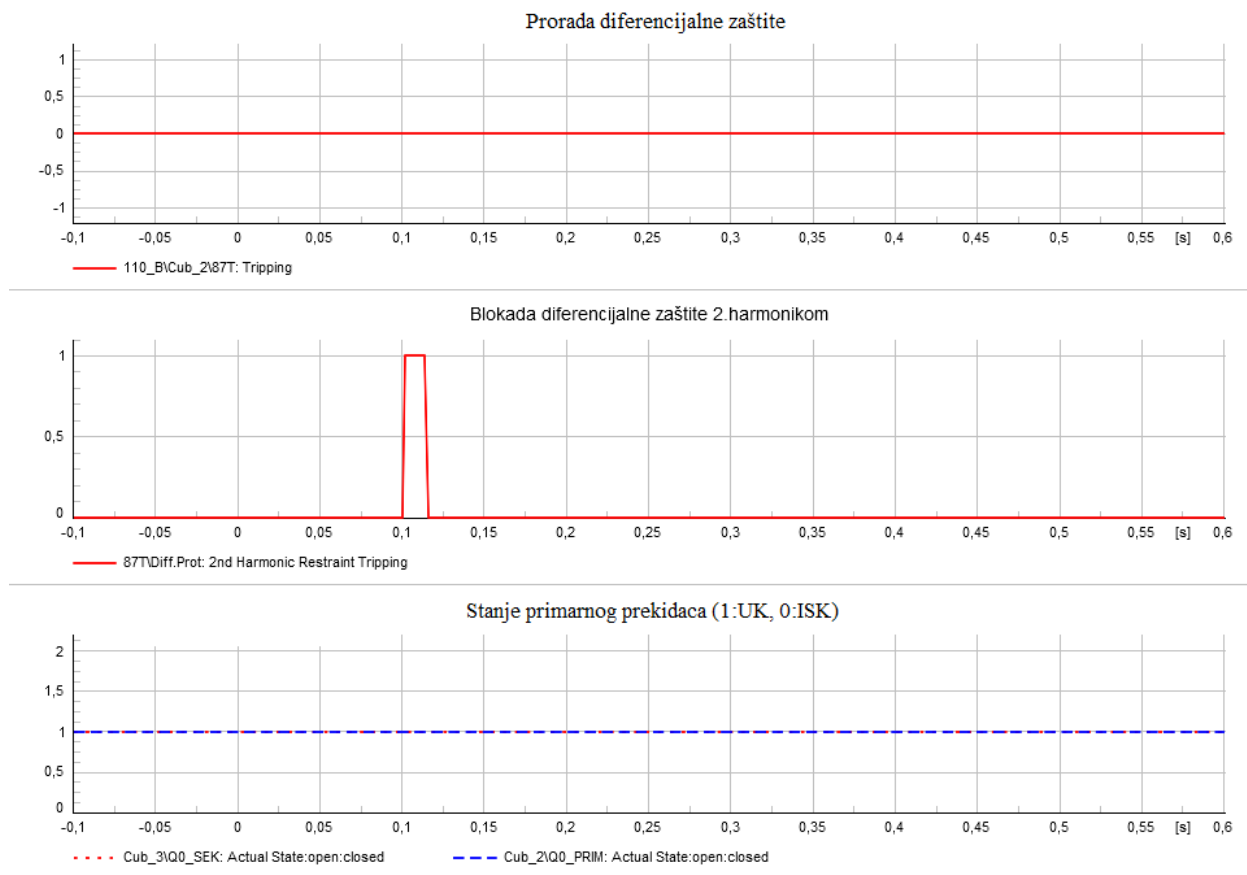 Prorada diferencijalne zaštite
1
0,5
0
-0,5
-1
-0,1 -0,05 0 0,05 0,1 0,15 0,2 0,25 0,3 0,35 0,4 0,45 0,5 0,55 [s] 0,6
110_B\Cub_2\87T: Tripping
Blokada diferencijalne zaštite 2.harmonikom
1
0,5
0
-0,1 -0,05 0 0,05 0,1 0,15 0,2 0,25 0,3 0,35 0,4 0,45 0,5 0,55 [s] 0,6
87T\Diff.Prot: 2nd Harmonic Restraint Tripping
Stanje primarnog prekidaca (1:UK, 0:ISK)
2
1,5
1
0,5
0
-0,1 -0,05 0 0,05 0,1 0,15 0,2 0,25 0,3 0,35 0,4 0,45 0,5 0,55 [s] 0,6
Cub_3\Q0_SEK: Actual State:open:closed Cub_2\Q0_PRIM: Actual State:open:closed